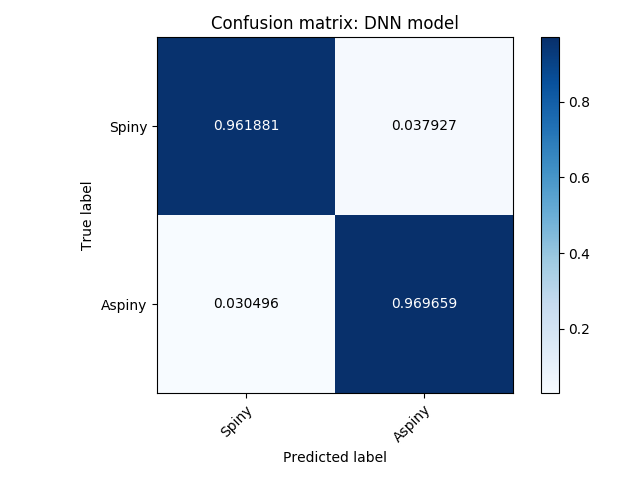 Confusion matrix: DNN model
Spiny
0.961881
0.037927
0.8
0.6
True label
0.4
Aspiny
0.030496
0.969659
0.2
Spiny
Aspiny
Predicted label